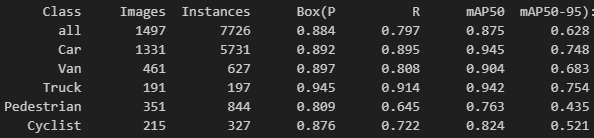 Class Images Instances Box(P R mAP50 mAP50-95):
all 1497 7726 0.884 0.797 0.875 0.628
Car 1331 5731 0.892 0.895 0.945 0.748
Van 461 627 0.897 0.808 0.904 0.683
Truck 191 197 0.945 0.914 0.942 0.754
Pedestrian 351 844 0.809 0.645 0.763 0.435
Cyclist 215 327 0.876 0.722 0.824 0.521